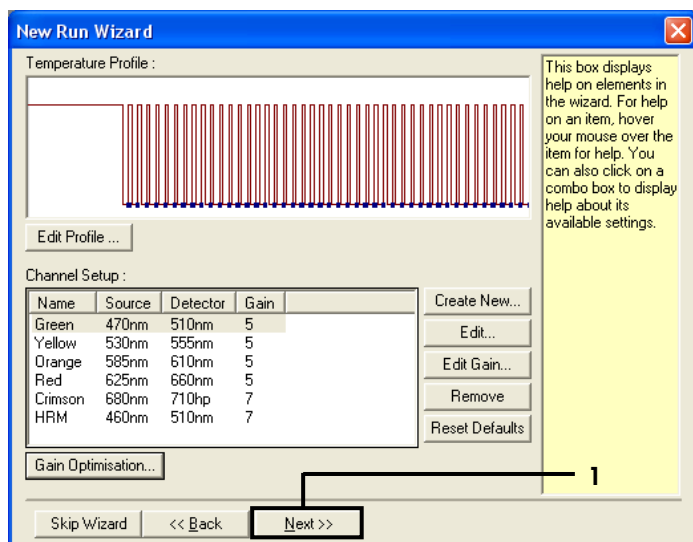 New Run Wizard
Temperature Profile :
This box displays
help on elements in
the wizard. For help
on an item, hover
your mouse over the
item for help. You
can also click on a
combo box to display
help about its
available settings.
Edit Profile ...
Channel Setup :
Name Source Detector Gain
Green 470nm 510nm 5
Yellow 530nm 555nm 5
Orange 585nm 610nm 5
Red 625nm 660nm 5
Crimson 680nm 710hp 7
HRM 460nm 510nm 7
Create New...
Edit...
Edit Gain...
Remove
Reset Defaults
Gain Optimisation...
1
Skip Wizard << Back Next >>